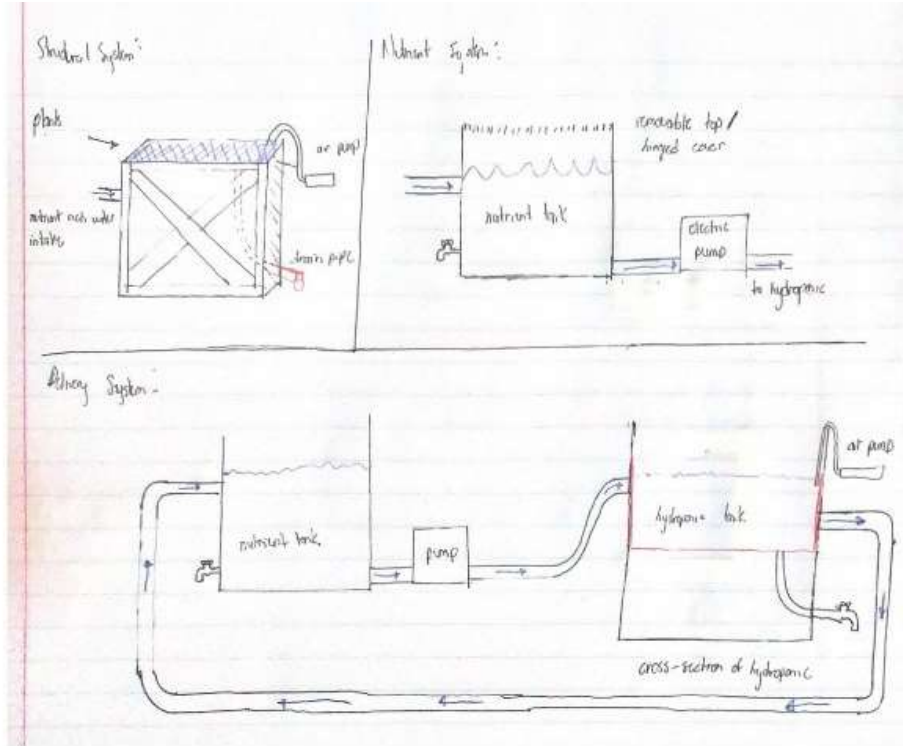 Structural System:
plants
air pump
nutrient rich water
intake
drain pipe
Nutrient System:
removable top/
hinged cover
nutrient tank
electric
pump
to hydroponic
Delivery System:-
nutrient tank
pump
hydroponic tank
air pump
cross-section of hydroponic